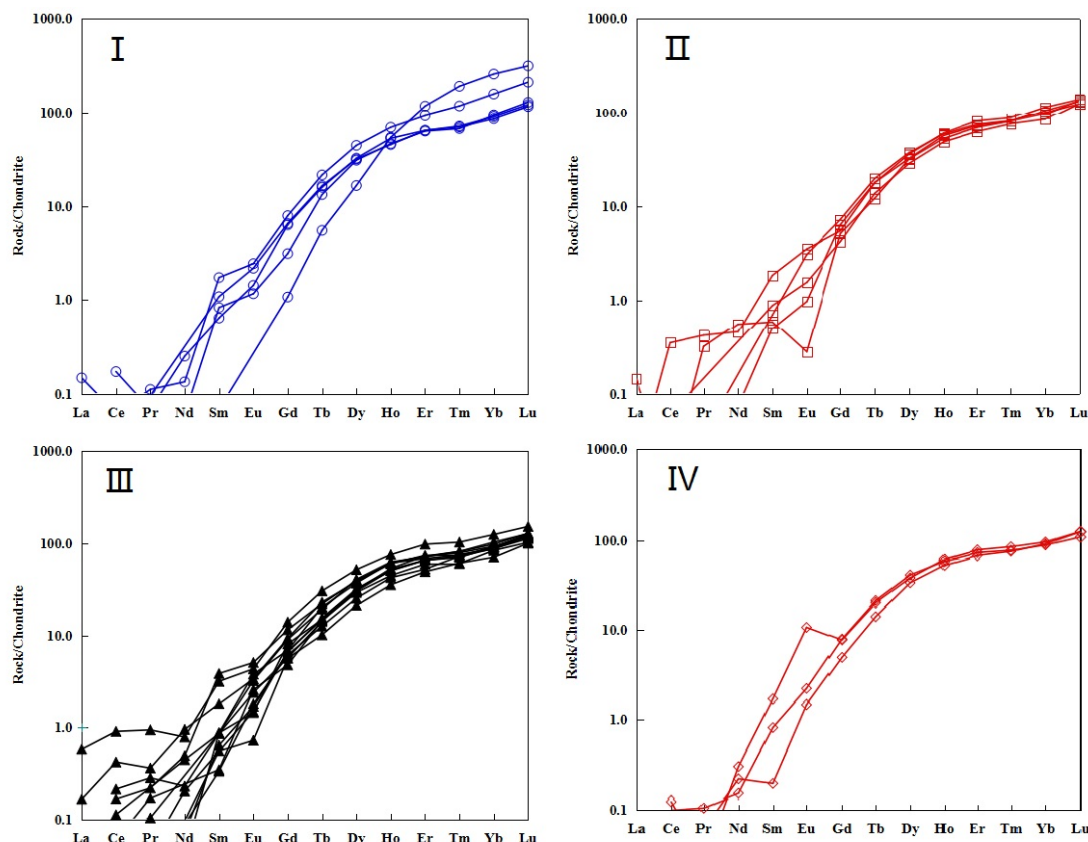 I
1000.0
100.0
10.0
1.0
0.1
Rock/Chondrite
La Ce Pr Nd Sm Eu Gd Tb Dy Ho Er Tm Yb Lu
II
1000.0
100.0
10.0
1.0
0.1
Rock/Chondrite
La Ce Pr Nd Sm Eu Gd Tb Dy Ho Er Tm Yb Lu
III
1000.0
100.0
10.0
1.0
0.1
Rock/Chondrite
La Ce Pr Nd Sm Eu Gd Tb Dy Ho Er Tm Yb Lu
IV
1000.0
100.0
10.0
1.0
0.1
Rock/Chondrite
La Ce Pr Nd Sm Eu Gd Tb Dy Ho Er Tm Yb Lu